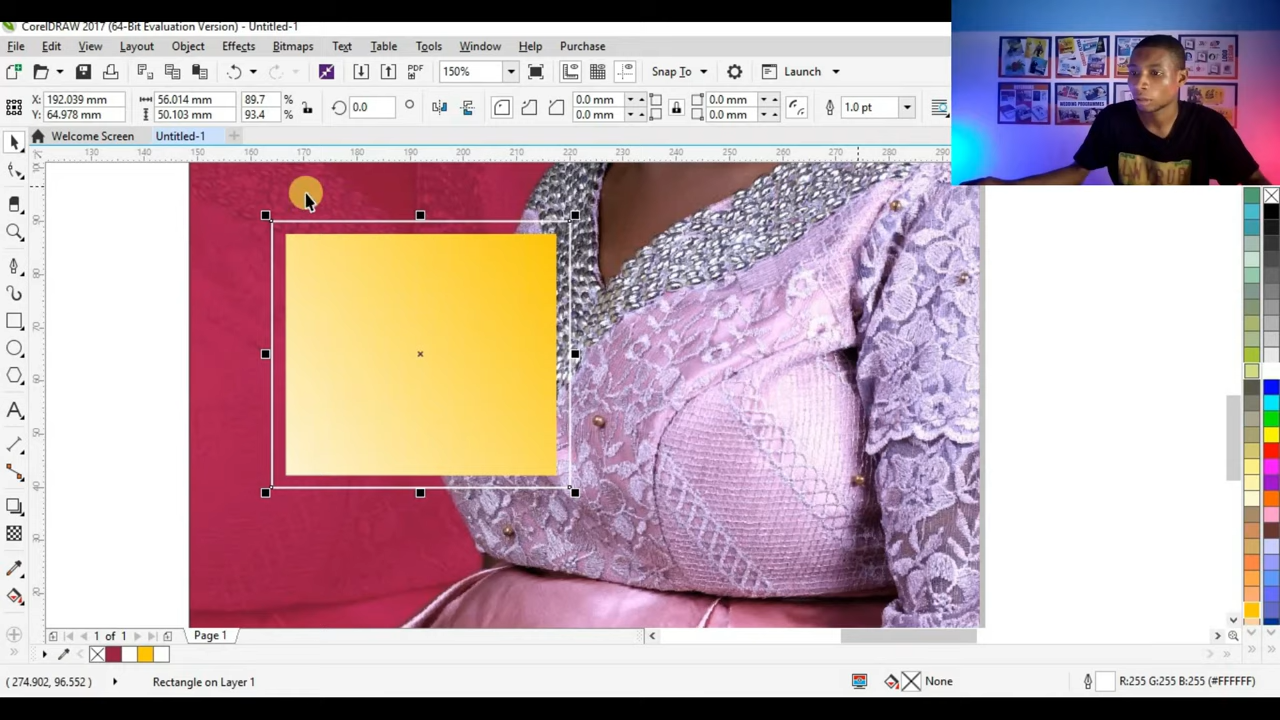 CorelDRAW 2017 (64-Bit Evaluation Version) - Untitled-1
File Edit View Layout Object Effects Bitmaps Text Table Tools Window Help Purchase
PDF 150% Snap To Launch
X: 192.039 mm 56.014 mm 89.7 % 0.0 0.0 mm 0.0 mm 1.0 pt
Y: 64.978 mm 50.103 mm 93.4 % 0.0 mm 0.0 mm
Welcome Screen Untitled-1
130 140 150 160 170 180 190 200 210 220 230 240 250 260 270 280 290
1 of 1 Page 1
( 274.902, 96.552 ) Rectangle on Layer 1 None R:255 G:255 B:255 (#FFFFFF)